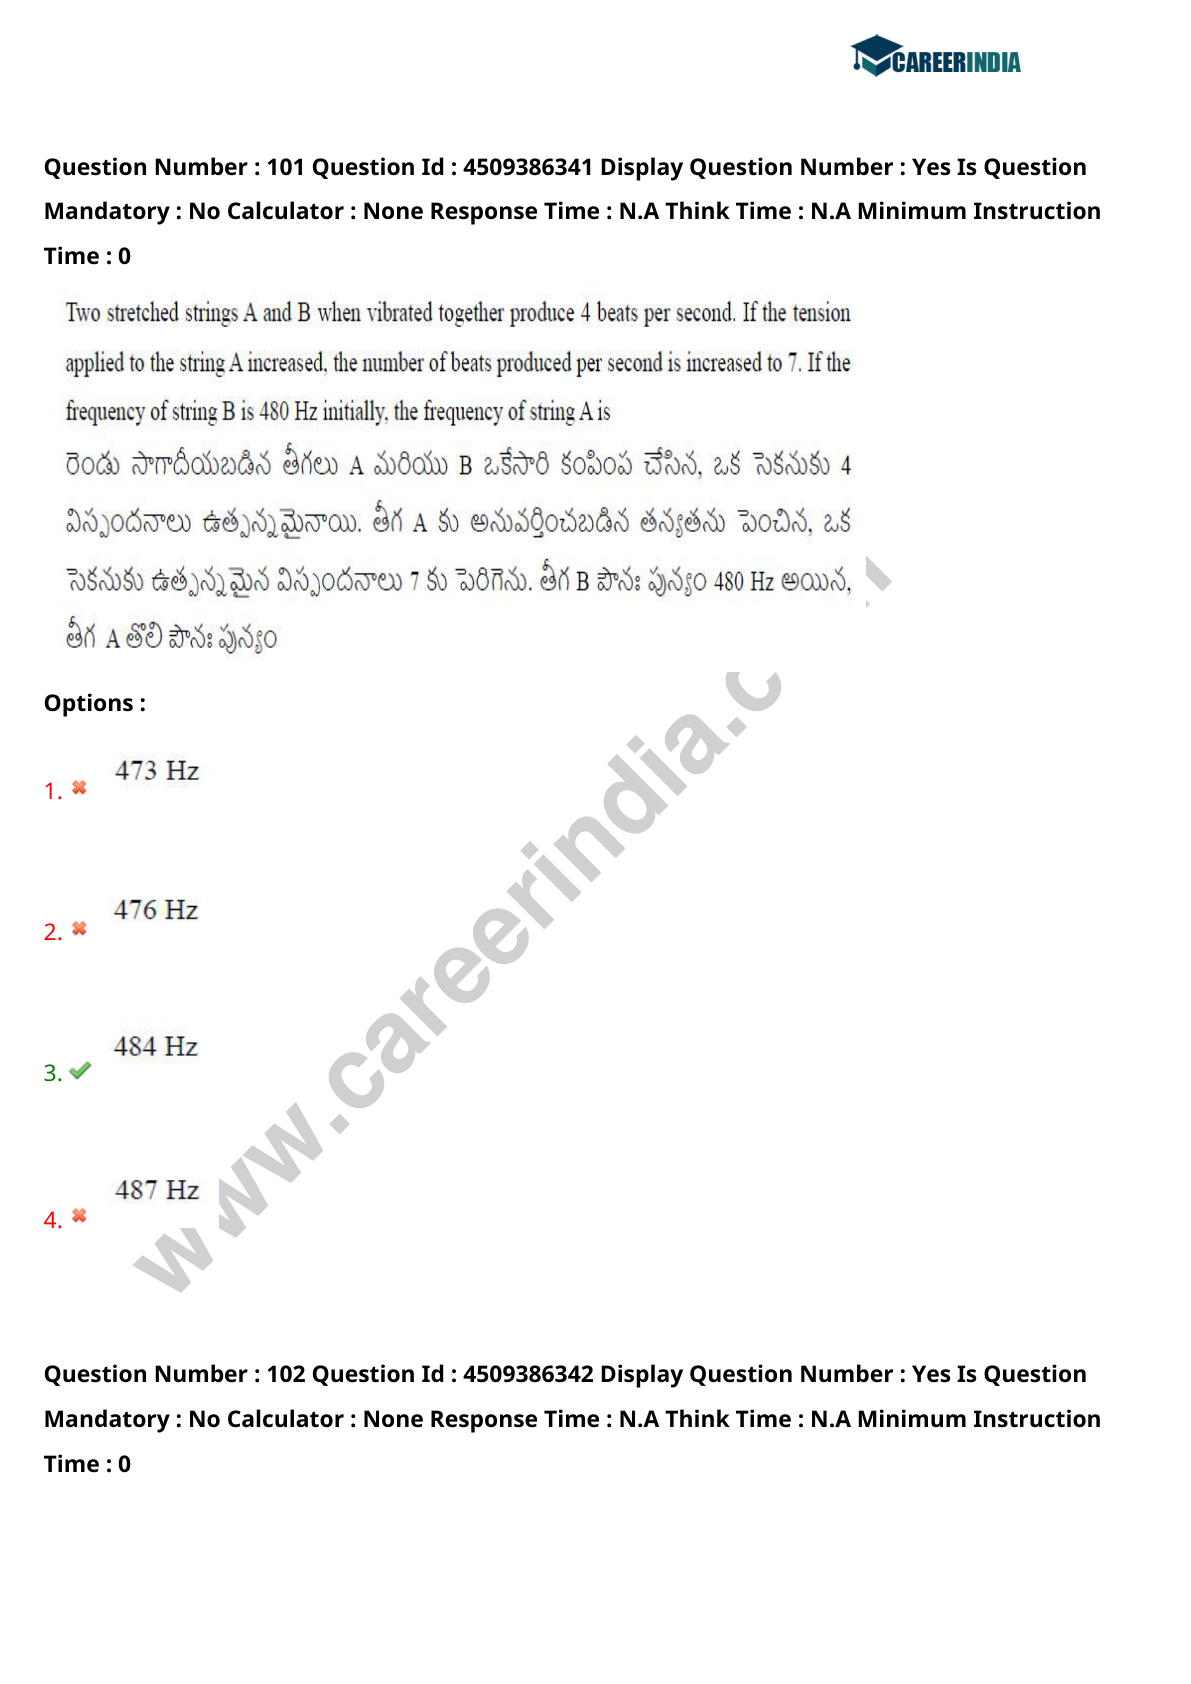 CAREERINDIA
Question Number : 101 Question Id : 4509386341 Display Question Number : Yes Is Question
Mandatory : No Calculator : None Response Time : N.A Think Time : N.A Minimum Instruction
Time : 0
Two stretched strings A and B when vibrated together produce 4 beats per second. If the tension
applied to the string A increased, the number of beats produced per second is increased to 7. If the
frequency of string B is 480 Hz initially, the frequency of string A is
రెండు సాగాదీయబడిన తీగలు A మరియు B ఒకేసారి కంపింప చేసిన, ఒక సెకనుకు 4
విస్పందనాలు ఉత్పన్నమైనాయి. తీగ A కు అనువర్తించబడిన తన్యతను పెంచిన, ఒక
సెకనుకు ఉత్పన్నమైన విస్పందనాలు 7 కు పెరిగెను. తీగ B పౌనః పున్యం 480 Hz అయిన,
తీగ A తొలి పౌనః పున్యం
Options :
1. 473 Hz
2. 476 Hz
3. 484 Hz
4. 487 Hz
www.careerindia.c
Question Number : 102 Question Id : 4509386342 Display Question Number : Yes Is Question
Mandatory : No Calculator : None Response Time : N.A Think Time : N.A Minimum Instruction
Time : 0